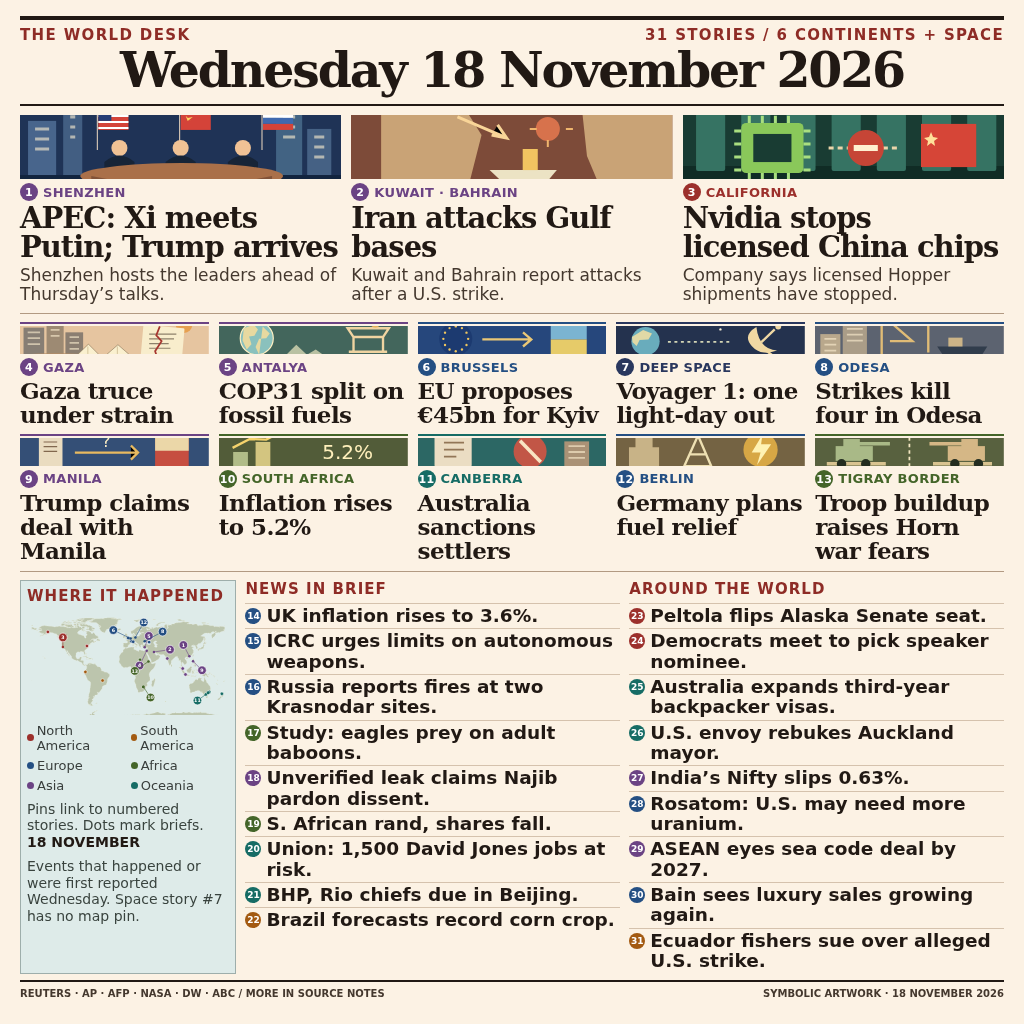 THE WORLD DESK
31 STORIES / 6 CONTINENTS + SPACE
Wednesday 18 November 2026
1 SHENZHEN
APEC: Xi meets
Putin; Trump arrives
Shenzhen hosts the leaders ahead of
Thursday’s talks.
2 KUWAIT · BAHRAIN
Iran attacks Gulf
bases
Kuwait and Bahrain report attacks
after a U.S. strike.
3 CALIFORNIA
Nvidia stops
licensed China chips
Company says licensed Hopper
shipments have stopped.
4 GAZA
Gaza truce
under strain
5 ANTALYA
COP31 split on
fossil fuels
6 BRUSSELS
EU proposes
€45bn for Kyiv
7 DEEP SPACE
Voyager 1: one
light-day out
8 ODESA
Strikes kill
four in Odesa
?
9 MANILA
Trump claims
deal with
Manila
5.2%
10 SOUTH AFRICA
Inflation rises
to 5.2%
11 CANBERRA
Australia
sanctions
settlers
12 BERLIN
Germany plans
fuel relief
13 TIGRAY BORDER
Troop buildup
raises Horn
war fears
WHERE IT HAPPENED
North
America
South
America
Europe
Africa
Asia
Oceania
Pins link to numbered
stories. Dots mark briefs.
18 NOVEMBER
Events that happened or
were first reported
Wednesday. Space story #7
has no map pin.
NEWS IN BRIEF
14 UK inflation rises to 3.6%.
15 ICRC urges limits on autonomous
weapons.
16 Russia reports fires at two
Krasnodar sites.
17 Study: eagles prey on adult
baboons.
18 Unverified leak claims Najib
pardon dissent.
19 S. African rand, shares fall.
20 Union: 1,500 David Jones jobs at
risk.
21 BHP, Rio chiefs due in Beijing.
22 Brazil forecasts record corn crop.
AROUND THE WORLD
23 Peltola flips Alaska Senate seat.
24 Democrats meet to pick speaker
nominee.
25 Australia expands third-year
backpacker visas.
26 U.S. envoy rebukes Auckland
mayor.
27 India’s Nifty slips 0.63%.
28 Rosatom: U.S. may need more
uranium.
29 ASEAN eyes sea code deal by
2027.
30 Bain sees luxury sales growing
again.
31 Ecuador fishers sue over alleged
U.S. strike.
REUTERS · AP · AFP · NASA · DW · ABC / MORE IN SOURCE NOTES
SYMBOLIC ARTWORK · 18 NOVEMBER 2026